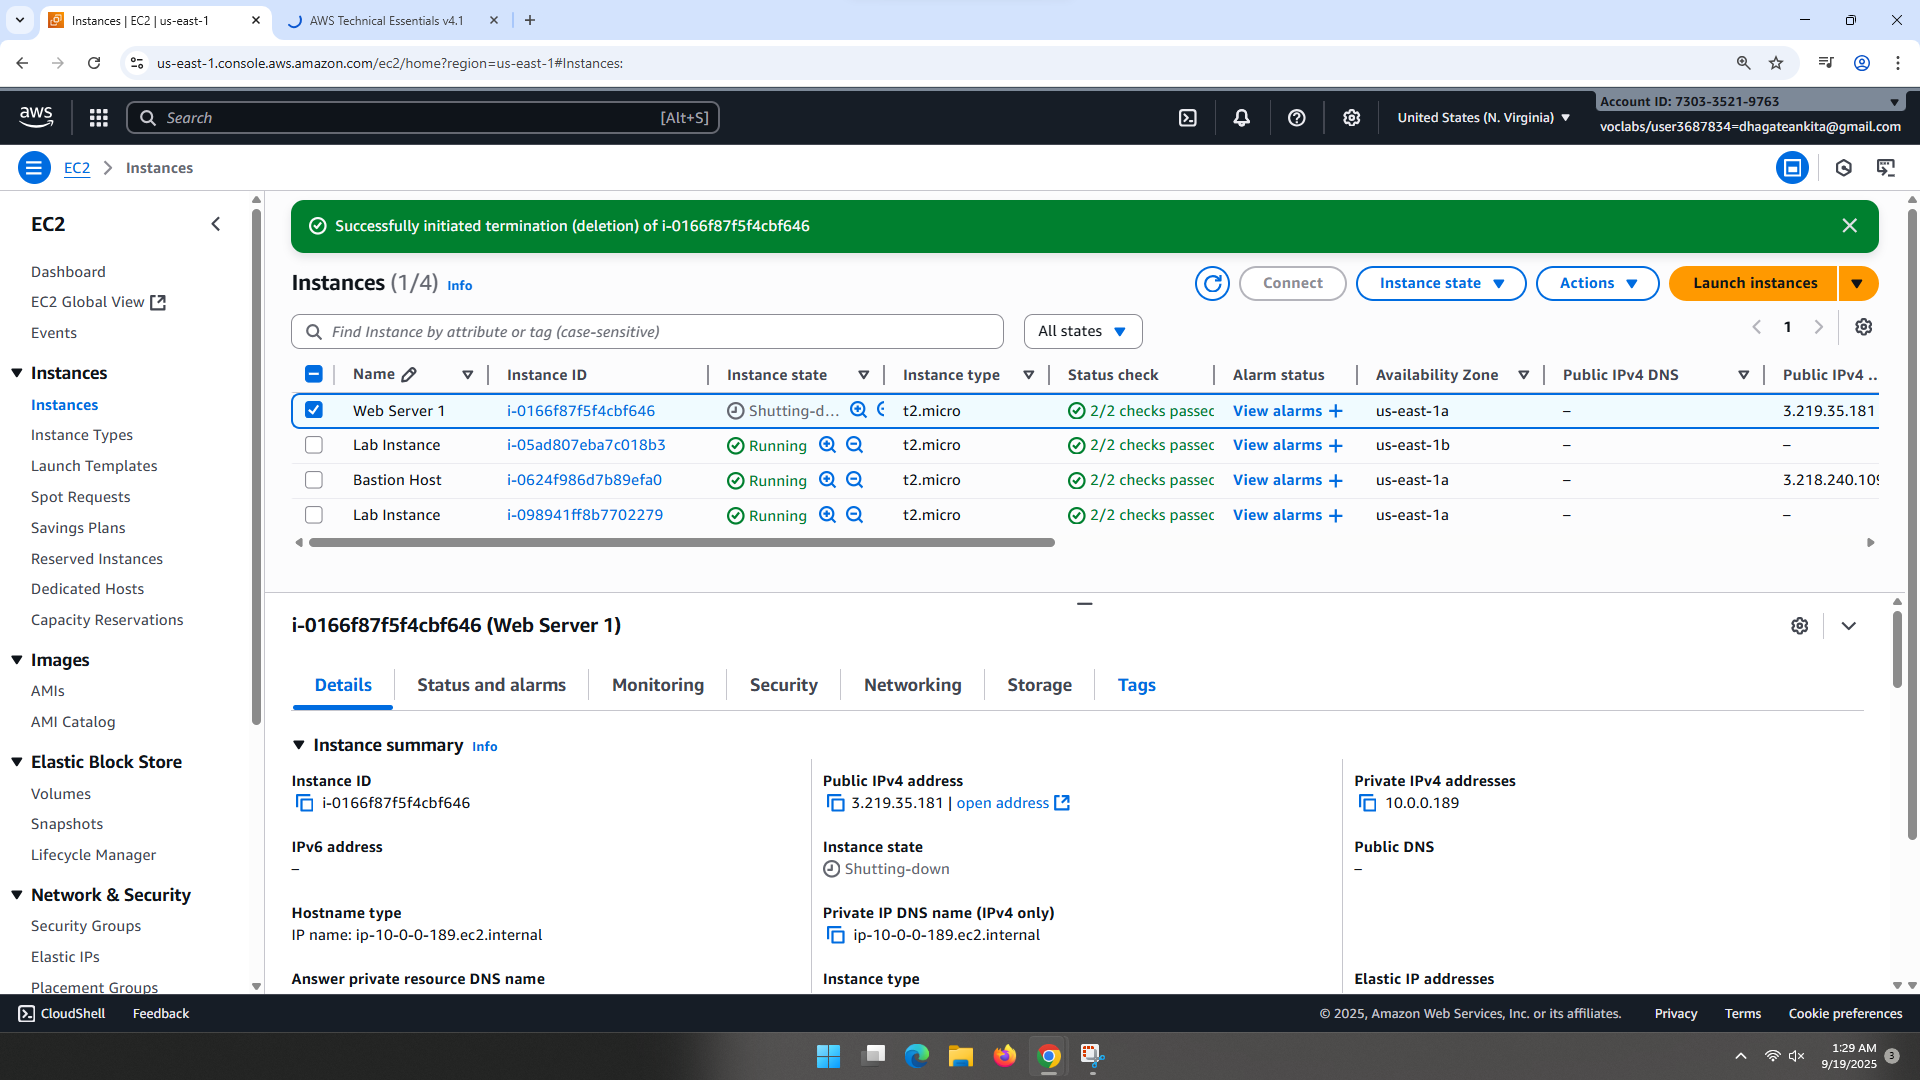 Instances | EC2 | us-east-1
AWS Technical Essentials v4.1
us-east-1.console.aws.amazon.com/ec2/home?region=us-east-1#Instances:
aws
Search
[Alt+S]
United States (N. Virginia)
Account ID: 7303-3521-9763
voclabs/user3687834=dhagateankita@gmail.com
EC2 > Instances
EC2
Dashboard
EC2 Global View
Events
Instances
Instances
Instance Types
Launch Templates
Spot Requests
Savings Plans
Reserved Instances
Dedicated Hosts
Capacity Reservations
Images
AMIs
AMI Catalog
Elastic Block Store
Volumes
Snapshots
Lifecycle Manager
Network & Security
Security Groups
Elastic IPs
Placement Groups
Successfully initiated termination (deletion) of i-0166f87f5f4cbf646
Instances (1/4) Info
Connect
Instance state
Actions
Launch instances
Find Instance by attribute or tag (case-sensitive)
All states
1
Name Instance ID Instance state Instance type Status check Alarm status Availability Zone Public IPv4 DNS Public IPv4 ..
Web Server 1 i-0166f87f5f4cbf646 Shutting-d... t2.micro 2/2 checks passec View alarms + us-east-1a – 3.219.35.181
Lab Instance i-05ad807eba7c018b3 Running t2.micro 2/2 checks passec View alarms + us-east-1b – –
Bastion Host i-0624f986d7b89efa0 Running t2.micro 2/2 checks passec View alarms + us-east-1a – 3.218.240.109
Lab Instance i-098941ff8b7702279 Running t2.micro 2/2 checks passec View alarms + us-east-1a – –
i-0166f87f5f4cbf646 (Web Server 1)
Details
Status and alarms
Monitoring
Security
Networking
Storage
Tags
Instance summary Info
Instance ID
i-0166f87f5f4cbf646
Public IPv4 address
3.219.35.181 | open address
Private IPv4 addresses
10.0.0.189
IPv6 address
–
Instance state
Shutting-down
Public DNS
–
Hostname type
IP name: ip-10-0-0-189.ec2.internal
Private IP DNS name (IPv4 only)
ip-10-0-0-189.ec2.internal
Answer private resource DNS name
Instance type
Elastic IP addresses
CloudShell
Feedback
© 2025, Amazon Web Services, Inc. or its affiliates.
Privacy
Terms
Cookie preferences
1:29 AM
9/19/2025
3